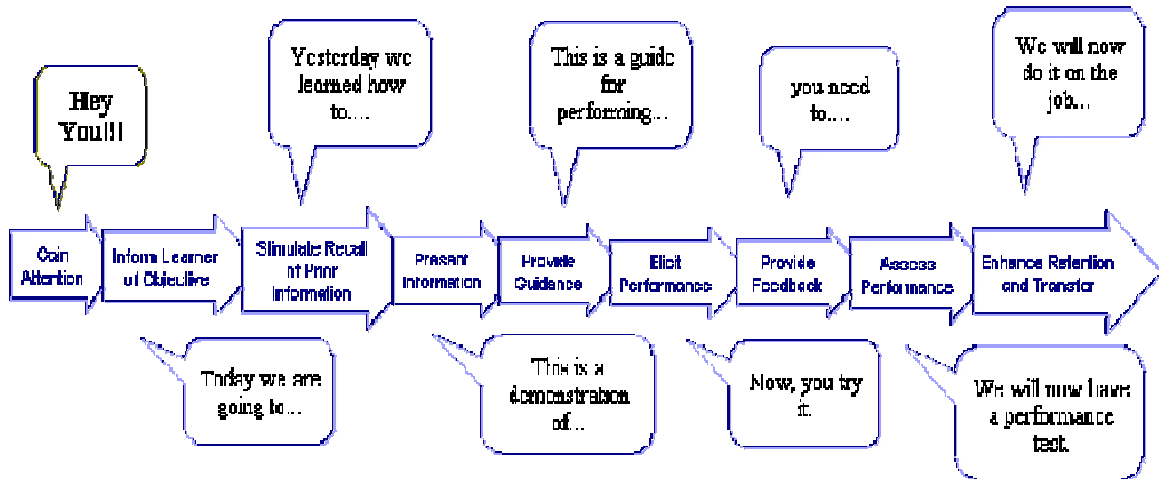 Hey
You!!!
Yesterday we
learned how
to....
This is a guide
for
performing...
you need
to....
We will now
do it on the
job...
Gain
Attention
Inform Learner
of Objective
Stimulate Recall
of Prior
Information
Present
Information
Provide
Guidance
Elicit
Performance
Provide
Feedback
Assess
Performance
Enhance Retention
and Transfer
Today we are
going to...
This is a
demonstration
of...
Now, you try
it.
We will now have
a performance
test.